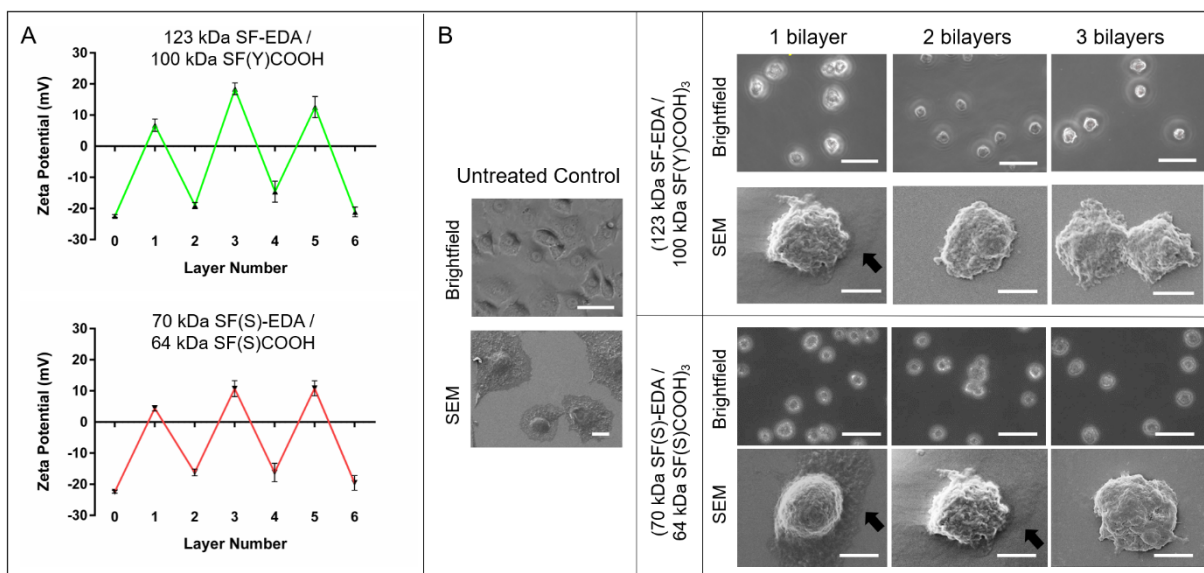 A
123 kDa SF-EDA /
100 kDa SF(Y)COOH
Zeta Potential (mV)
30
20
10
0
-10
-20
-30
0 1 2 3 4 5 6
Layer Number
70 kDa SF(S)-EDA /
64 kDa SF(S)COOH
Zeta Potential (mV)
30
20
10
0
-10
-20
-30
0 1 2 3 4 5 6
Layer Number
B
Untreated Control
Brightfield
SEM
(123 kDa SF-EDA /
100 kDa SF(Y)COOH)₃
1 bilayer 2 bilayers 3 bilayers
Brightfield
SEM
(70 kDa SF(S)-EDA /
64 kDa SF(S)COOH)₃
Brightfield
SEM